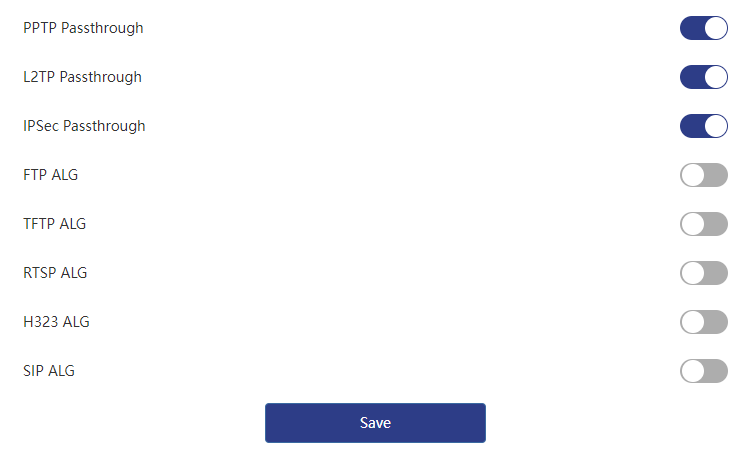 PPTP Passthrough
L2TP Passthrough
IPSec Passthrough
FTP ALG
TFTP ALG
RTSP ALG
H323 ALG
SIP ALG
Save